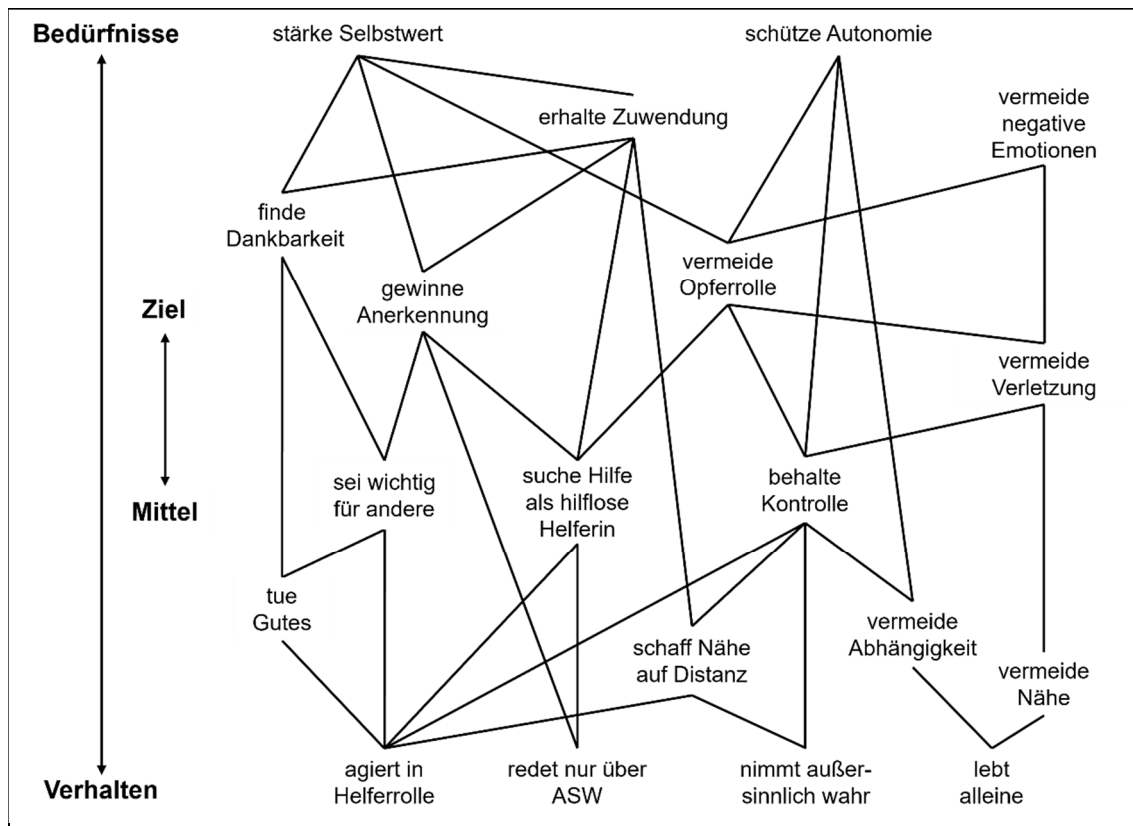 Bedürfnisse
stärke Selbstwert
schütze Autonomie
erhalte Zuwendung
vermeide
negative
Emotionen
finde
Dankbarkeit
Ziel
gewinne
Anerkennung
vermeide
Opferrolle
vermeide
Verletzung
Mittel
sei wichtig
für andere
suche Hilfe
als hilflose
Helferin
behalte
Kontrolle
tue
Gutes
schaff Nähe
auf Distanz
vermeide
Abhängigkeit
vermeide
Nähe
Verhalten
agiert in
Helferrolle
redet nur über
ASW
nimmt außer-
sinnlich wahr
lebt
alleine